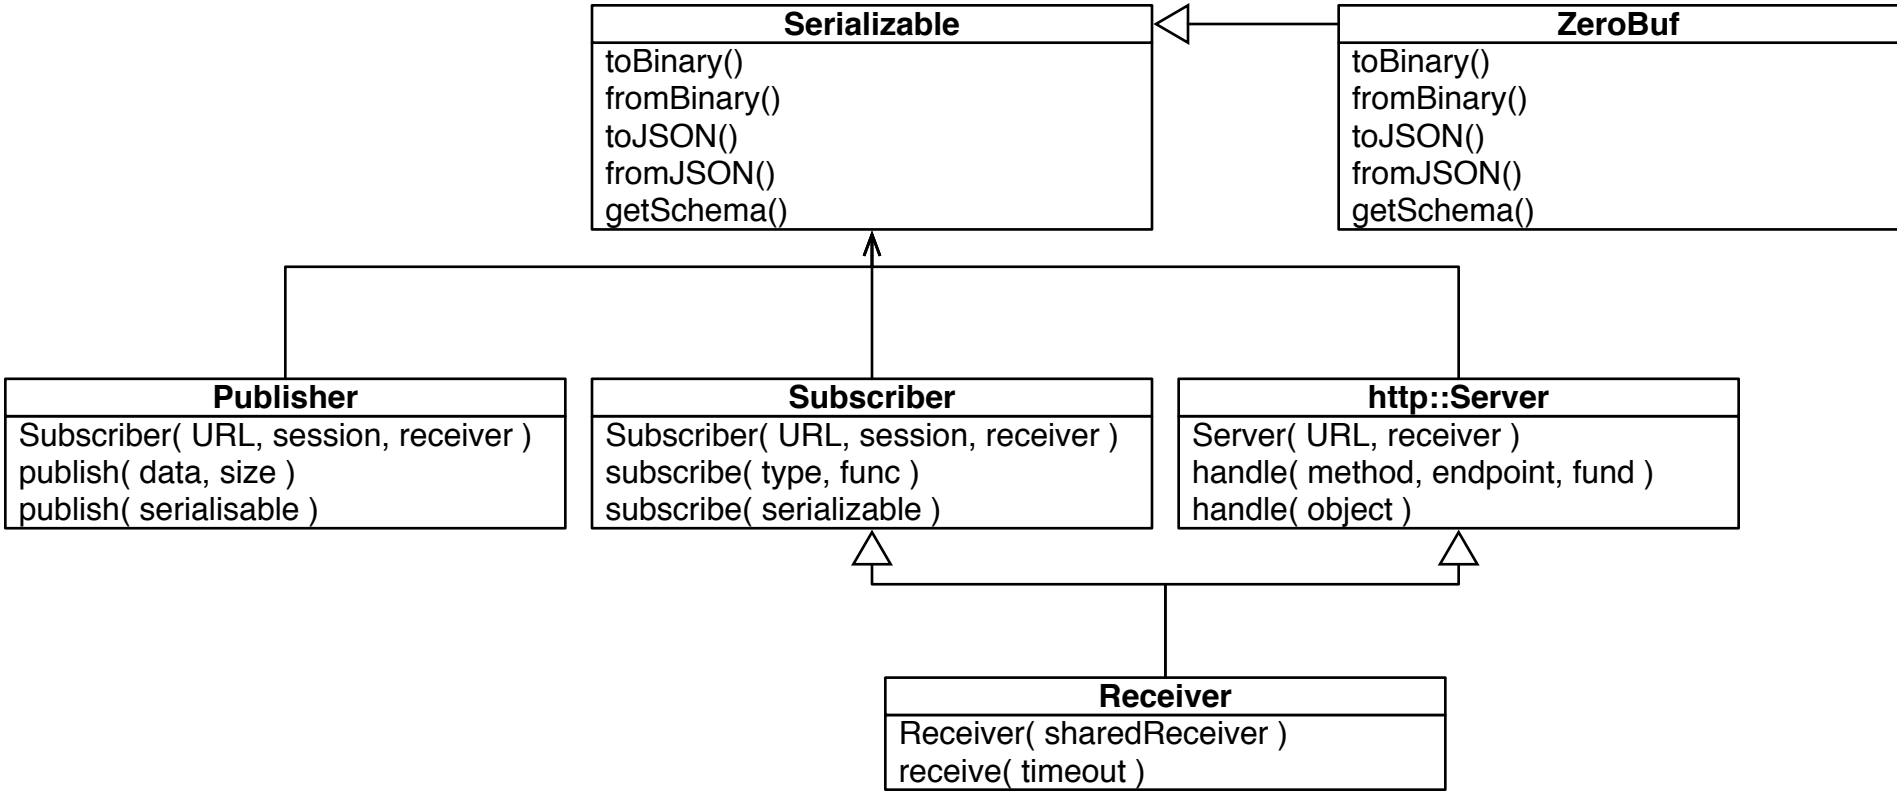 Serializable
toBinary()
fromBinary()
toJSON()
fromJSON()
getSchema()
ZeroBuf
toBinary()
fromBinary()
toJSON()
fromJSON()
getSchema()
Publisher
Subscriber( URL, session, receiver )
publish( data, size )
publish( serialisable )
Subscriber
Subscriber( URL, session, receiver )
subscribe( type, func )
subscribe( serializable )
http::Server
Server( URL, receiver )
handle( method, endpoint, fund )
handle( object )
Receiver
Receiver( sharedReceiver )
receive( timeout )